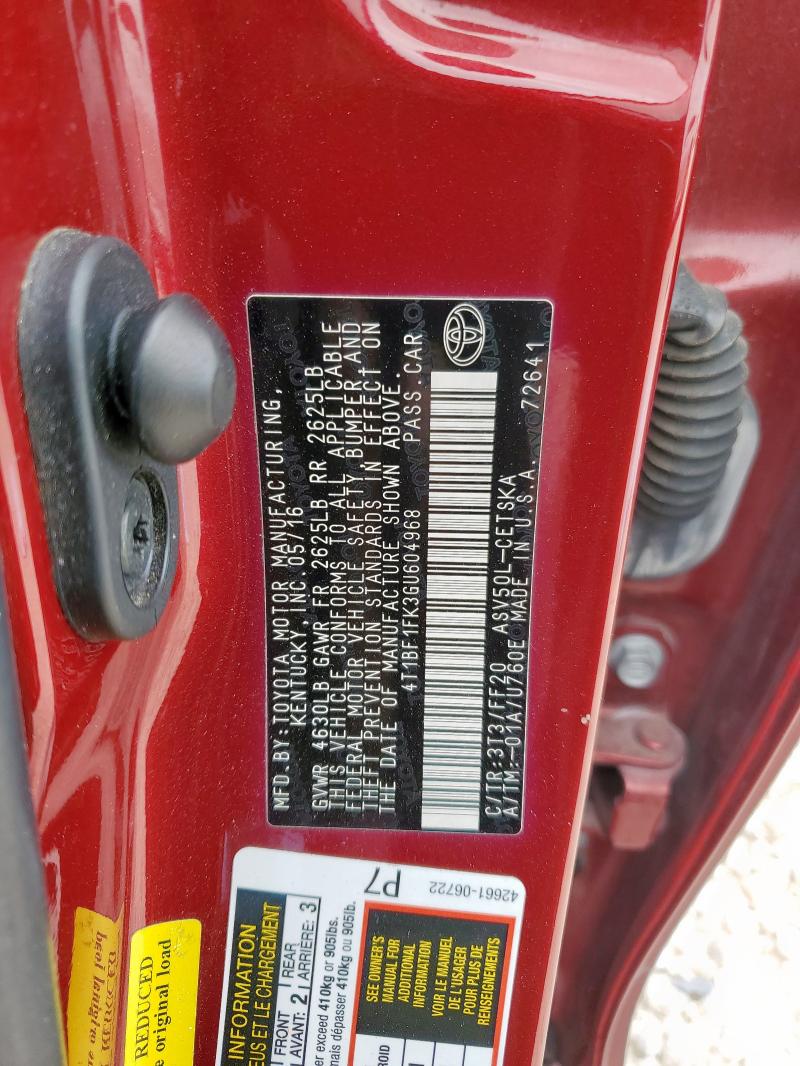 MFD.BY:TOYOTA MOTOR MANUFACTURING,
KENTUCKY, INC.05/16
GVWR 4630LB GAWR FR 2625LB RR 2625LB
THIS VEHICLE CONFORMS TO ALL APPLICABLE
FEDERAL MOTOR VEHICLE SAFETY,BUMPER,AND
THEFT PREVENTION STANDARDS IN EFFECT ON
THE DATE OF MANUFACTURE SHOWN ABOVE.
4T1BF1FK3GU604968 PASS.CAR
C/TR:3T3/FF20 ASV50L-CETSKA
A/TM:-01A/U760E MADE IN U.S.A. 72641
P7
42661-06722
INFORMATION
EUS ET LE CHARGEMENT
FRONT
AVANT: 2
REAR
ARRIÈRE: 3
er exceed 410kg or 905lbs.
mais dépasser 410kg ou 905lb.
SEE OWNER'S
MANUAL FOR
ADDITIONAL
INFORMATION
VOIR LE MANUEL
DE L'USAGER
POUR PLUS DE
RENSEIGNEMENTS
REDUCED
e original load